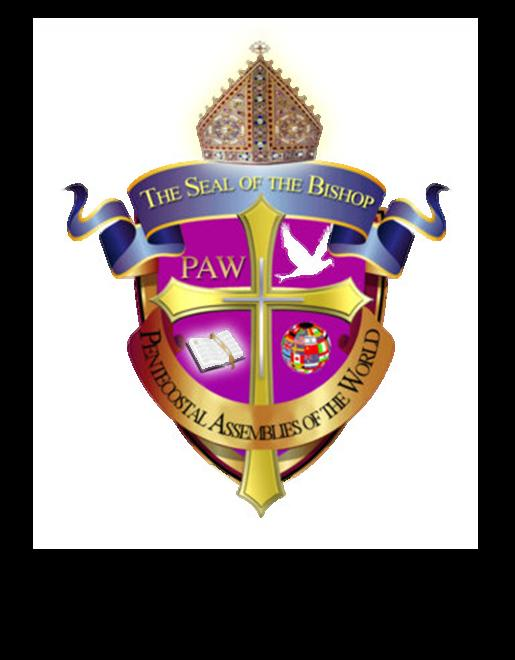 THE SEAL OF THE BISHOP
PAW
PENTECOSTAL ASSEMBLIES OF THE WORLD